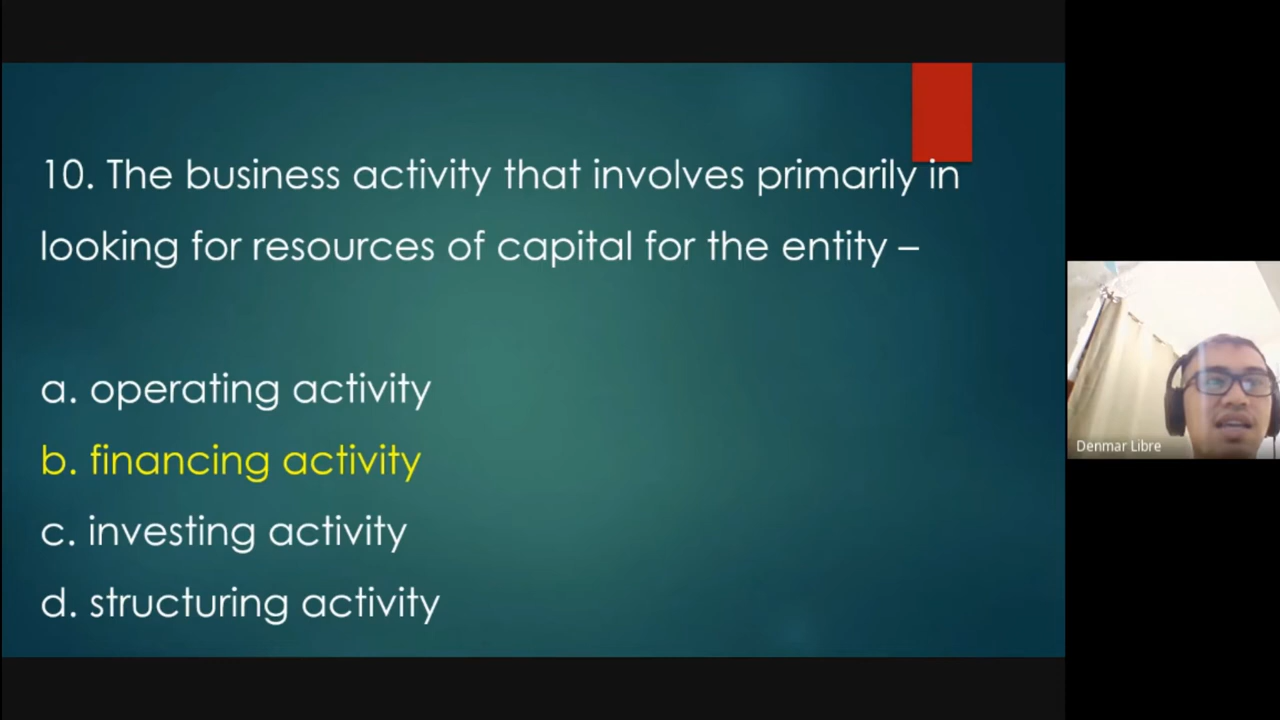 10. The business activity that involves primarily in
looking for resources of capital for the entity –
a. operating activity
b. financing activity
c. investing activity
d. structuring activity
Denmar Libre